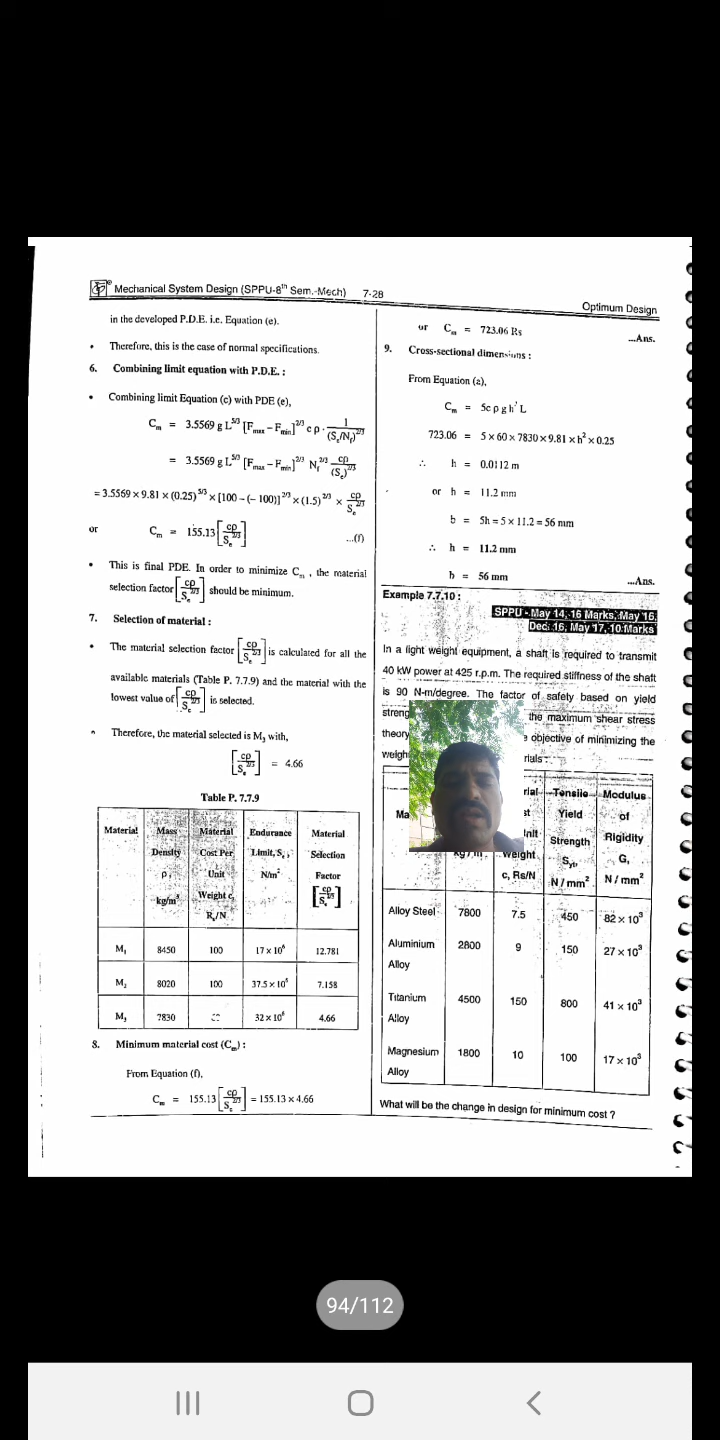 Mechanical System Design (SPPU-8th Sem.-Mech) 7-28
Optimum Design
in the developed P.D.E. i.e. Equation (e).
• Therefore, this is the case of normal specifications.
6. Combining limit equation with P.D.E. :
• Combining limit Equation (c) with PDE (e),
Cm = 3.5569 g L^5/3 [Fmax – Fmin]^2/3 c ρ · 1/(Se/Nf)^2/3
= 3.5569 g L^5/3 [Fmax – Fmin]^2/3 Nf^2/3 cρ/(Se)^2/3
= 3.5569 × 9.81 × (0.25)^5/3 × [100 – (– 100)]^2/3 × (1.5)^2/3 × cρ/Se^2/3
or Cm = 155.13 [cρ/Se^2/3] ...(f)
• This is final PDE. In order to minimize Cm , the material
selection factor [cρ/Se^2/3] should be minimum.
7. Selection of material :
• The material selection factor [cρ/Se^2/3] is calculated for all the
available materials (Table P. 7.7.9) and the material with the
lowest value of [cρ/Se^2/3] is selected.
Therefore, the material selected is M3 with,
[cρ/Se^2/3] = 4.66
Table P. 7.7.9
Material Mass Material Endurance Material
Density Cost Per Limit, Se , Selection
ρ, Unit N/m² Factor
kg/m³ Weight c, [cρ/Se^2/3]
Rs/N
M1 8450 100 17 × 10⁶ 12.781
M2 8020 100 37.5 × 10⁶ 7.158
M3 7830 32 × 10⁶ 4.66
8. Minimum material cost (Cm) :
From Equation (f),
Cm = 155.13 [cρ/Se^2/3] = 155.13 × 4.66
or Cm = 723.06 Rs
...Ans.
9. Cross-sectional dimensions :
From Equation (a),
Cm = 5c ρ g h² L
723.06 = 5 × 60 × 7830 × 9.81 × h² × 0.25
∴ h = 0.0112 m
or h = 11.2 mm
b = 5h = 5 × 11.2 = 56 mm
∴ h = 11.2 mm
b = 56 mm ...Ans.
Example 7.7.10 :
SPPU - May 14, 16 Marks, May 16,
Dec. 16, May 17, 10 Marks
In a light weight equipment, a shaft is required to transmit
40 kW power at 425 r.p.m. The required stiffness of the shaft
is 90 N-m/degree. The factor of safety based on yield
streng the maximum shear stress
theory objective of minimizing the
weigh rials :
Ma rial Tensile Modulus
st Yield of
Unit Strength Rigidity
Weight Syt, G,
c, Rs/N N / mm² N / mm²
Alloy Steel 7800 7.5 450 82 × 10³
Aluminium 2800 9 150 27 × 10³
Alloy
Titanium 4500 150 800 41 × 10³
Alloy
Magnesium 1800 10 100 17 × 10³
Alloy
What will be the change in design for minimum cost ?
94/112